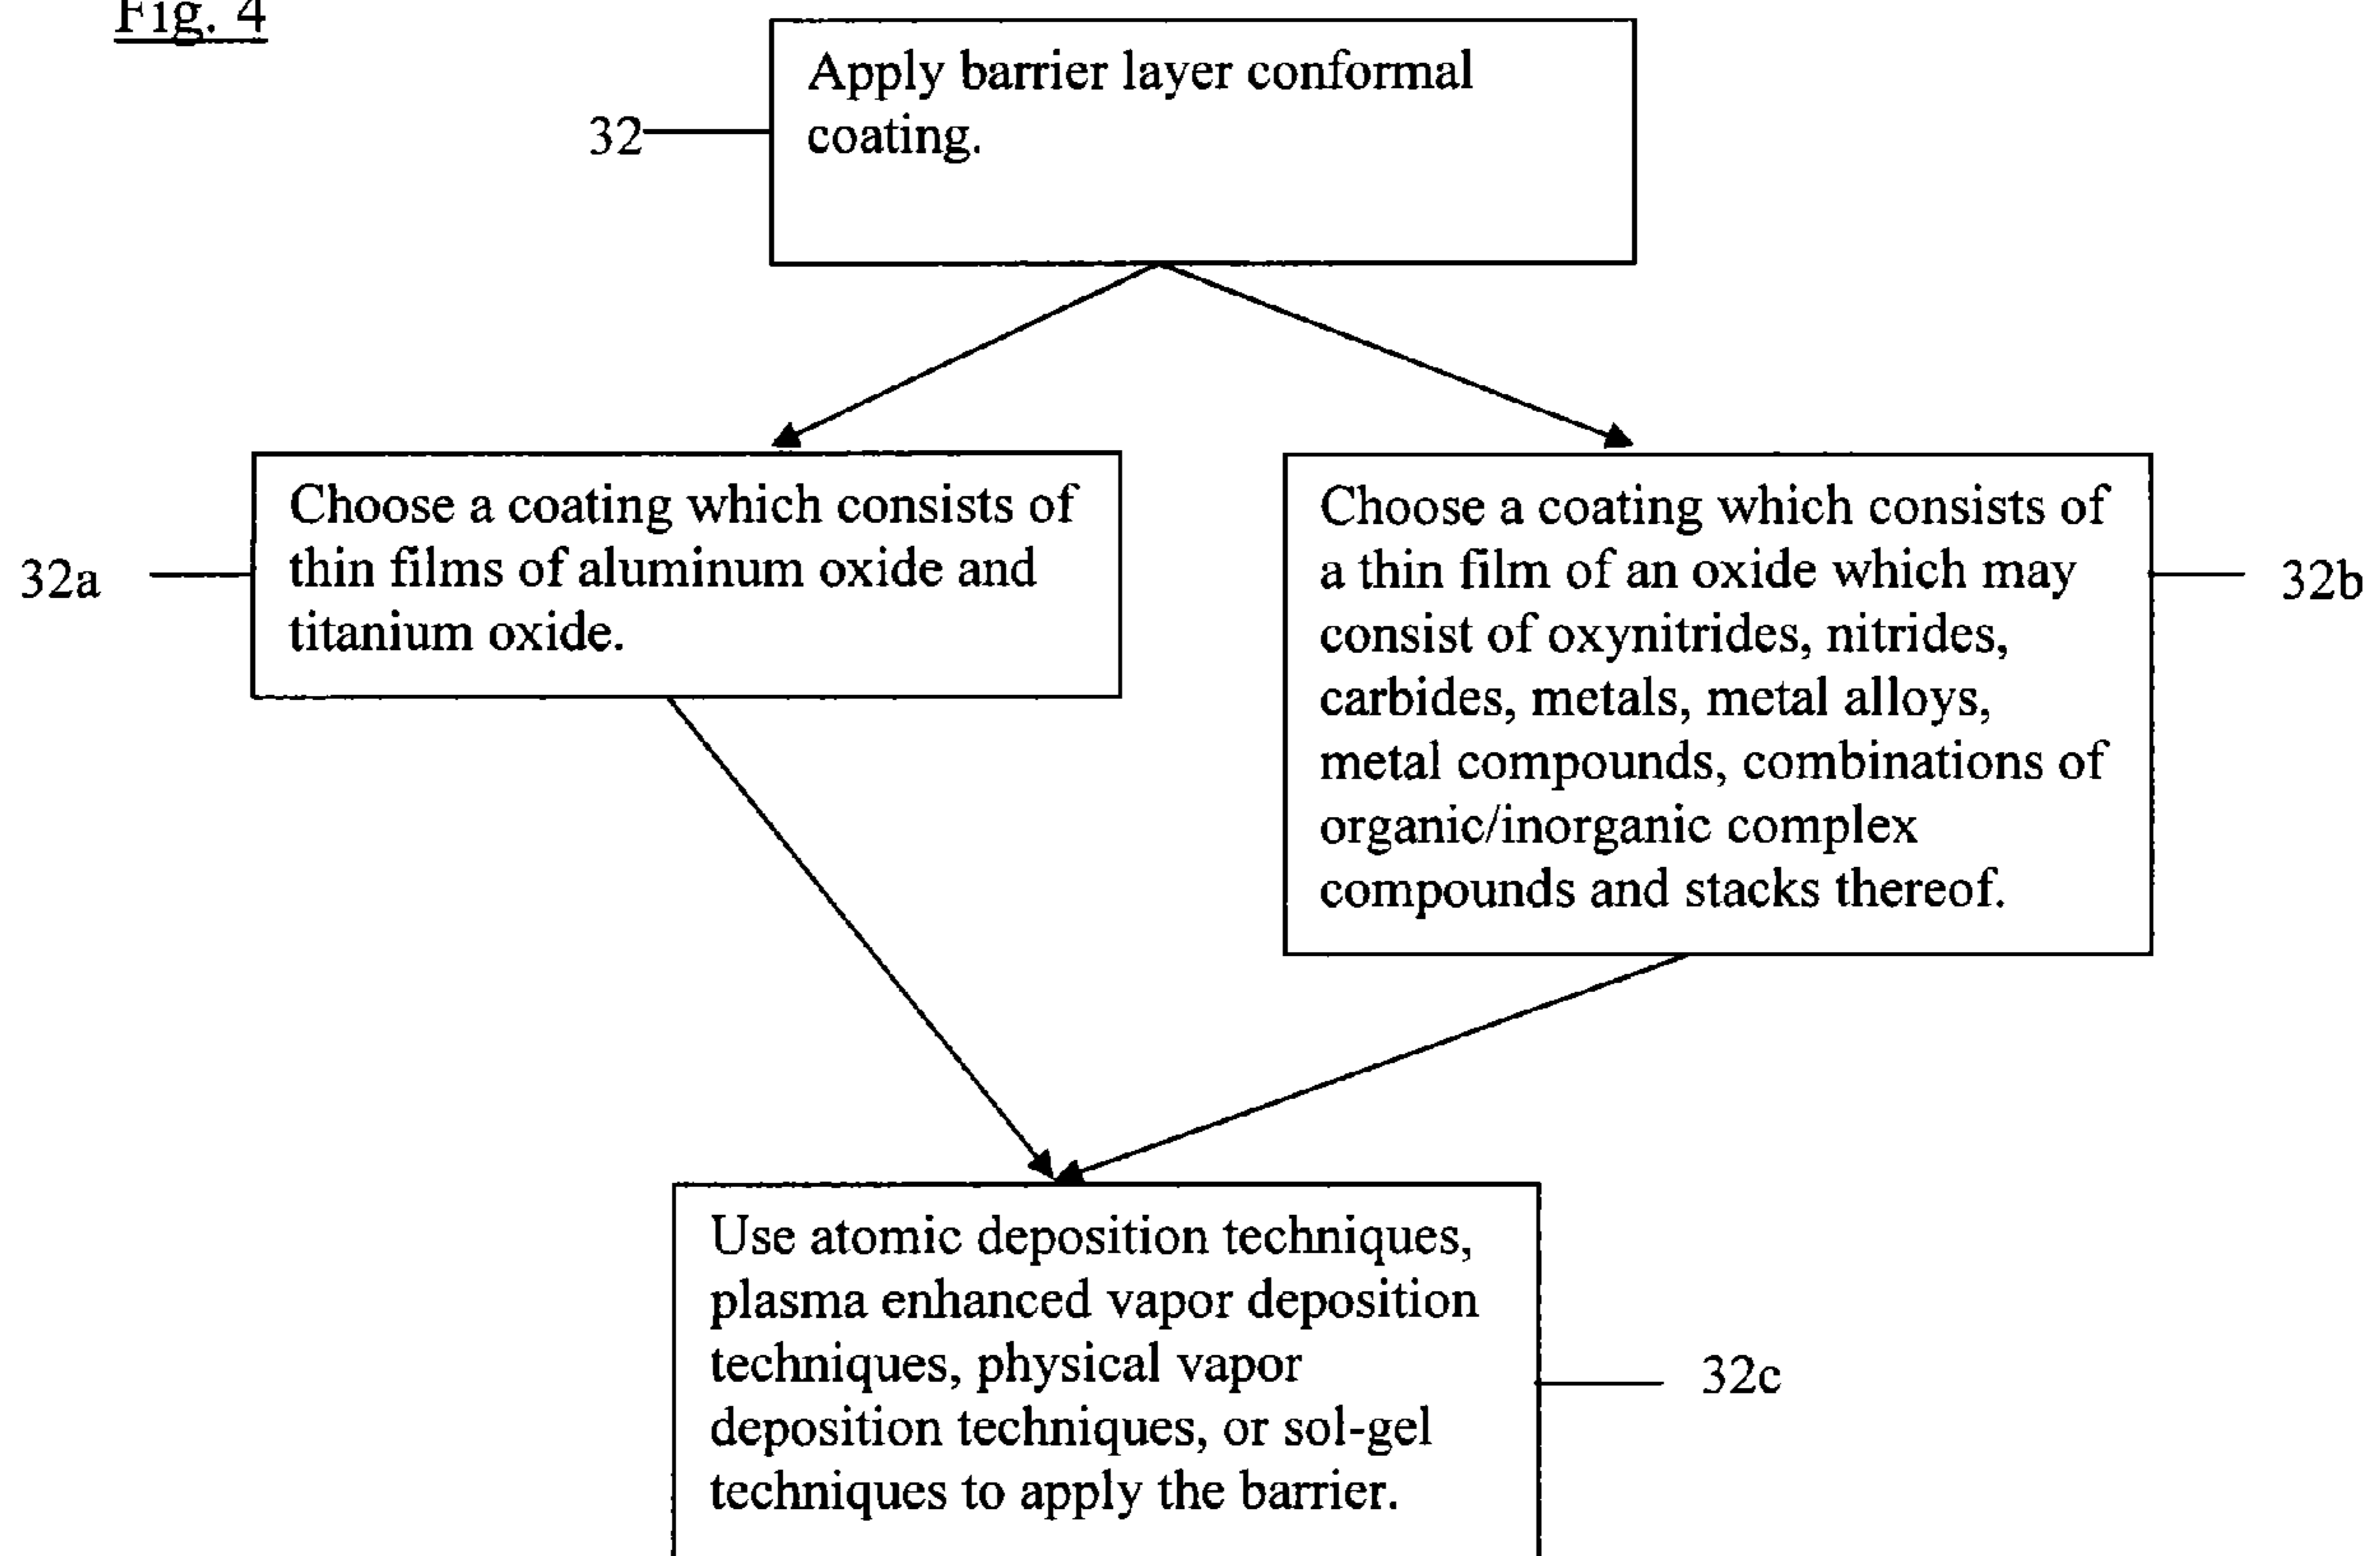 Fig. 4
Apply barrier layer conformal
coating.
32
Choose a coating which consists of
thin films of aluminum oxide and
titanium oxide.
32a
Choose a coating which consists of
a thin film of an oxide which may
consist of oxynitrides, nitrides,
carbides, metals, metal alloys,
metal compounds, combinations of
organic/inorganic complex
compounds and stacks thereof.
32b
Use atomic deposition techniques,
plasma enhanced vapor deposition
techniques, physical vapor
deposition techniques, or sol-gel
techniques to apply the barrier.
32c